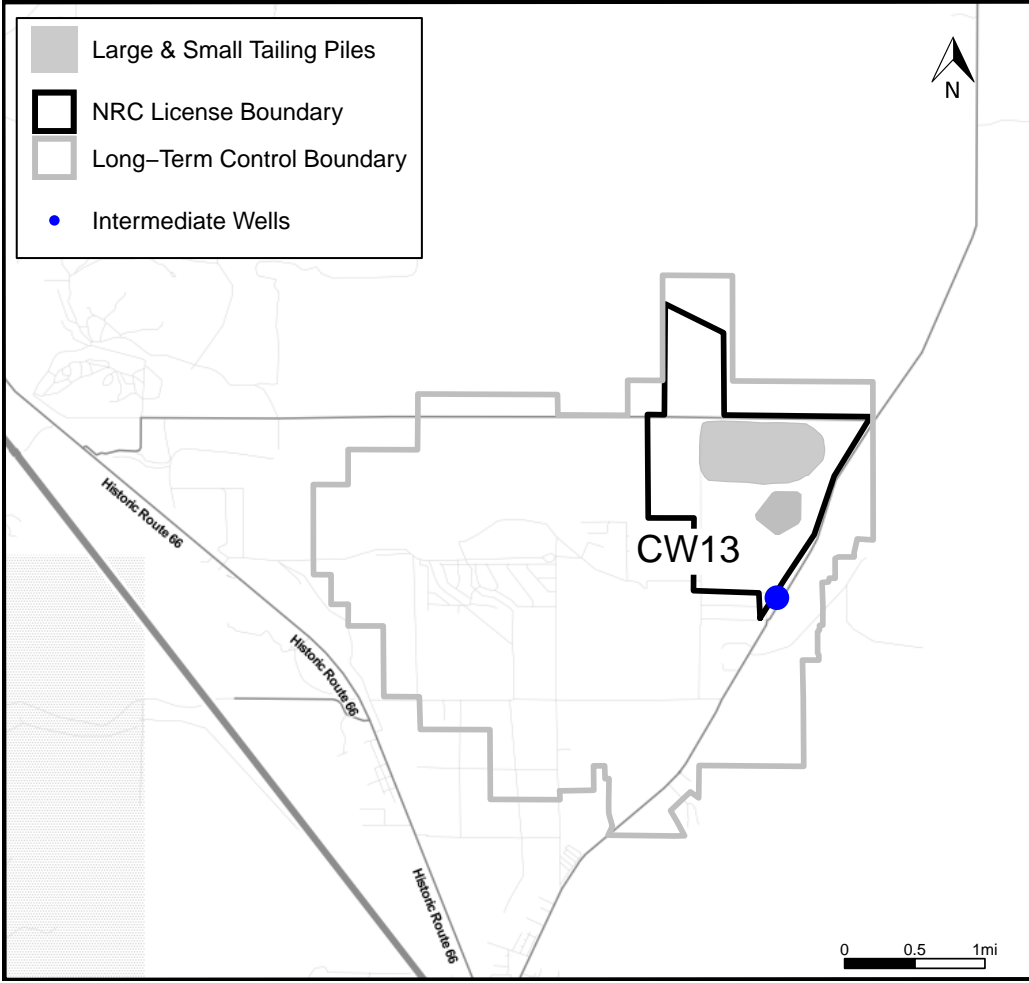 Large & Small Tailing Piles
NRC License Boundary
Long−Term Control Boundary
Intermediate Wells
N
Historic Route 66
CW13
Historic Route 66
Historic Route 66
0 0.5 1mi